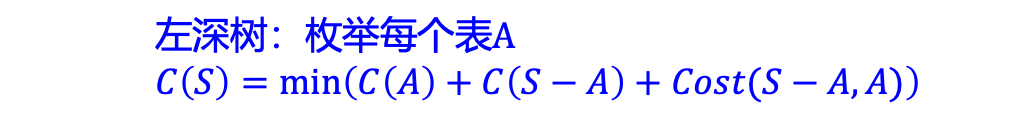 左深树：枚举每个表A
C(S) = min(C(A) + C(S − A) + Cost(S − A, A))